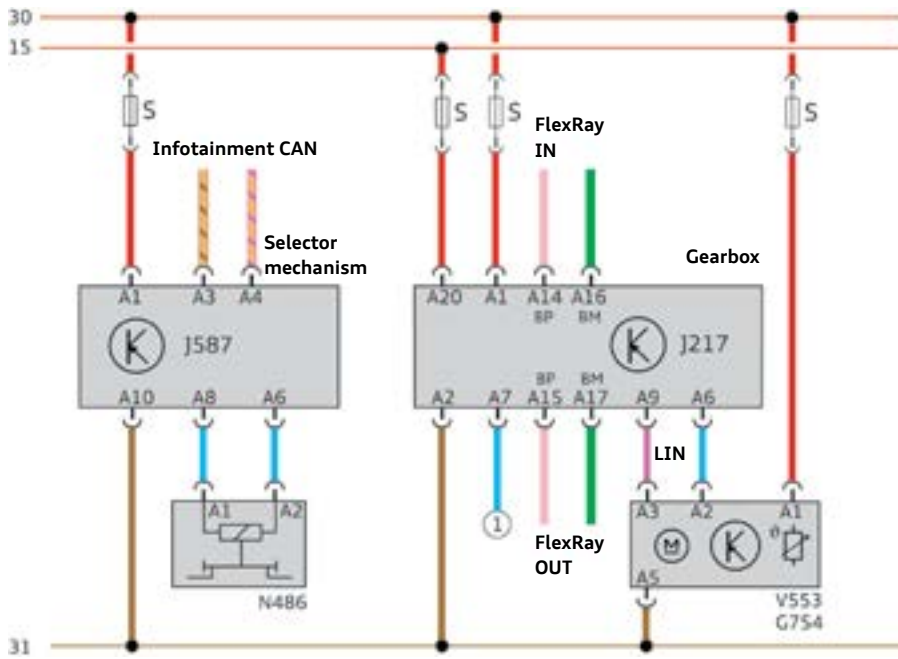 30
15
S
S
S
S
Infotainment CAN
FlexRay
IN
Selector
mechanism
Gearbox
A1
A3
A4
A20
A1
A14
A16
BP
BM
J587
J217
BP
BM
A10
A8
A6
A2
A7
A15
A17
A9
A6
LIN
A1
A2
1
A3
A2
A1
M
ϑ
FlexRay
OUT
A5
N486
V553
G754
31